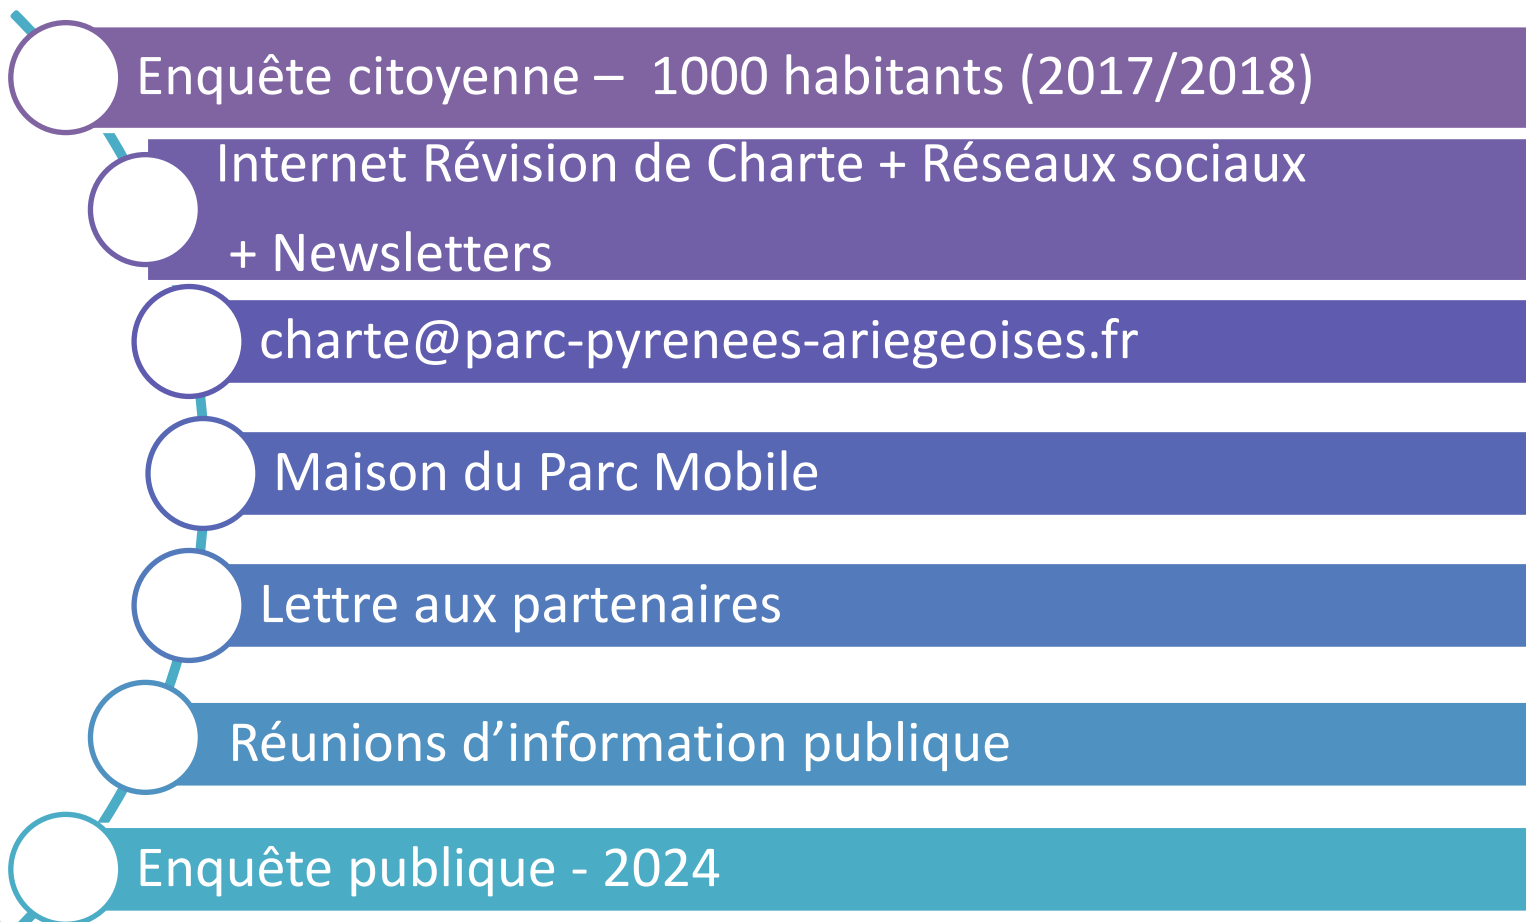 Enquête citoyenne – 1000 habitants (2017/2018)
Internet Révision de Charte + Réseaux sociaux
+ Newsletters
charte@parc-pyrenees-ariegeoises.fr
Maison du Parc Mobile
Lettre aux partenaires
Réunions d’information publique
Enquête publique - 2024